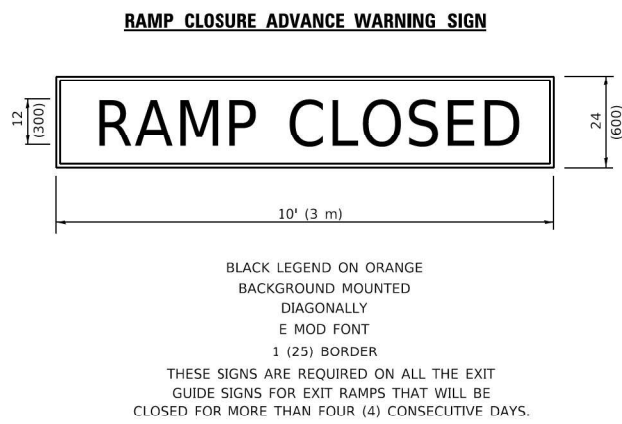 RAMP CLOSURE ADVANCE WARNING SIGN
12
(300)
RAMP CLOSED
24
(600)
10' (3 m)
BLACK LEGEND ON ORANGE
BACKGROUND MOUNTED
DIAGONALLY
E MOD FONT
1 (25) BORDER
THESE SIGNS ARE REQUIRED ON ALL THE EXIT
GUIDE SIGNS FOR EXIT RAMPS THAT WILL BE
CLOSED FOR MORE THAN FOUR (4) CONSECUTIVE DAYS.